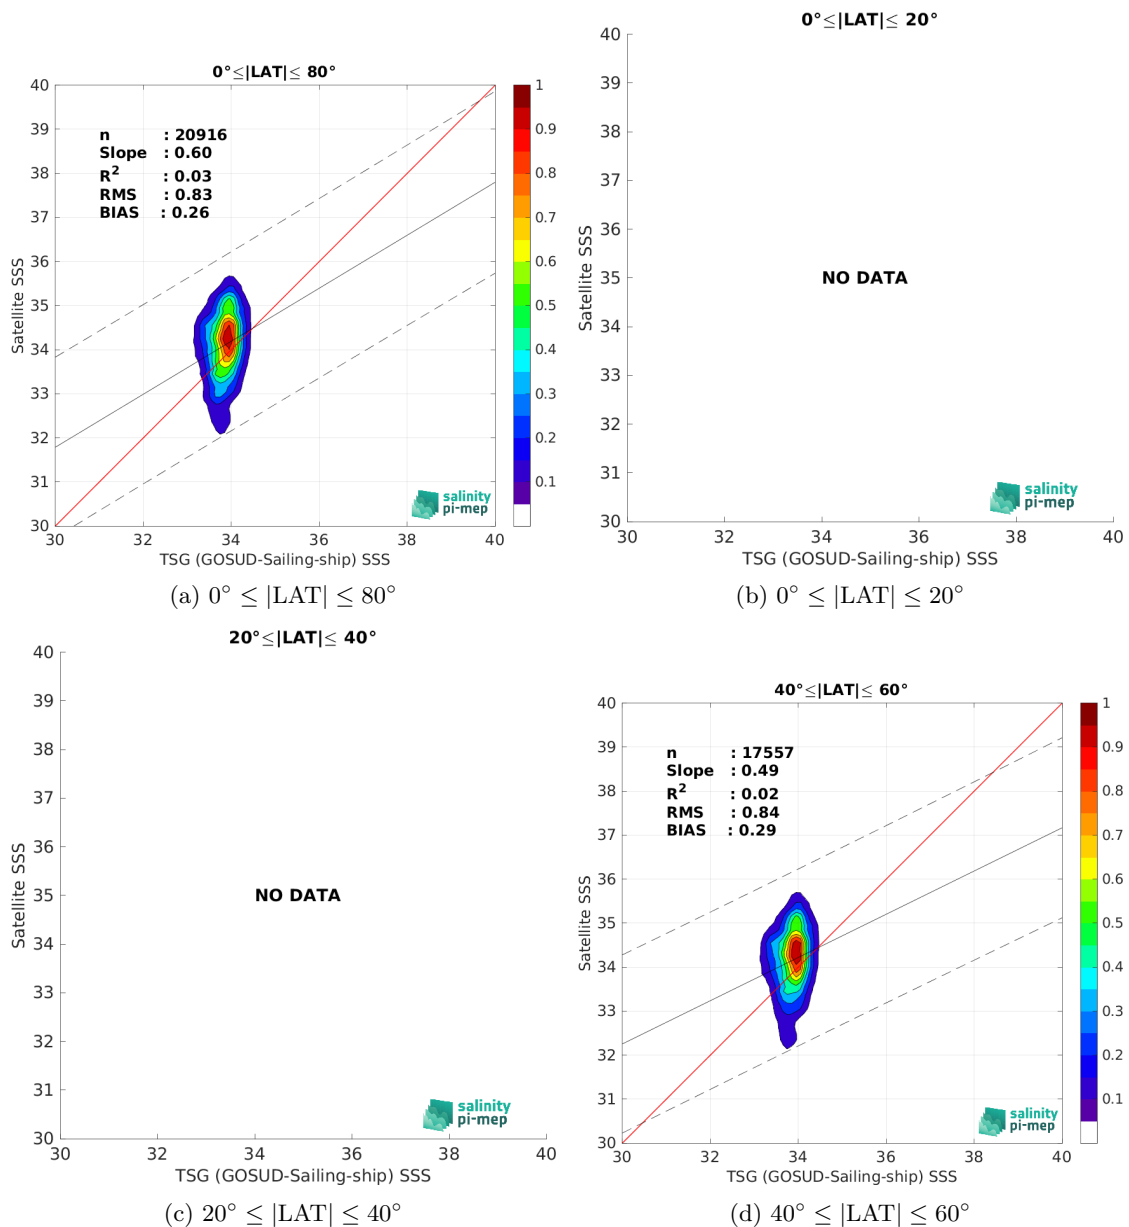 0°≤|LAT|≤ 80°
40
39
38
37
36
35
34
33
32
31
30
n : 20916
Slope : 0.60
R² : 0.03
RMS : 0.83
BIAS : 0.26
Satellite SSS
30 32 34 36 38 40
TSG (GOSUD-Sailing-ship) SSS
salinity
pi-mep
1
0.9
0.8
0.7
0.6
0.5
0.4
0.3
0.2
0.1
(a) 0° ≤ |LAT| ≤ 80°
0°≤|LAT|≤ 20°
40
39
38
37
36
35
34
33
32
31
30
Satellite SSS
NO DATA
salinity
pi-mep
30 32 34 36 38 40
TSG (GOSUD-Sailing-ship) SSS
(b) 0° ≤ |LAT| ≤ 20°
20°≤|LAT|≤ 40°
40
39
38
37
36
35
34
33
32
31
30
Satellite SSS
NO DATA
salinity
pi-mep
30 32 34 36 38 40
TSG (GOSUD-Sailing-ship) SSS
(c) 20° ≤ |LAT| ≤ 40°
40°≤|LAT|≤ 60°
40
39
38
37
36
35
34
33
32
31
30
n : 17557
Slope : 0.49
R² : 0.02
RMS : 0.84
BIAS : 0.29
Satellite SSS
30 32 34 36 38 40
TSG (GOSUD-Sailing-ship) SSS
salinity
pi-mep
1
0.9
0.8
0.7
0.6
0.5
0.4
0.3
0.2
0.1
(d) 40° ≤ |LAT| ≤ 60°